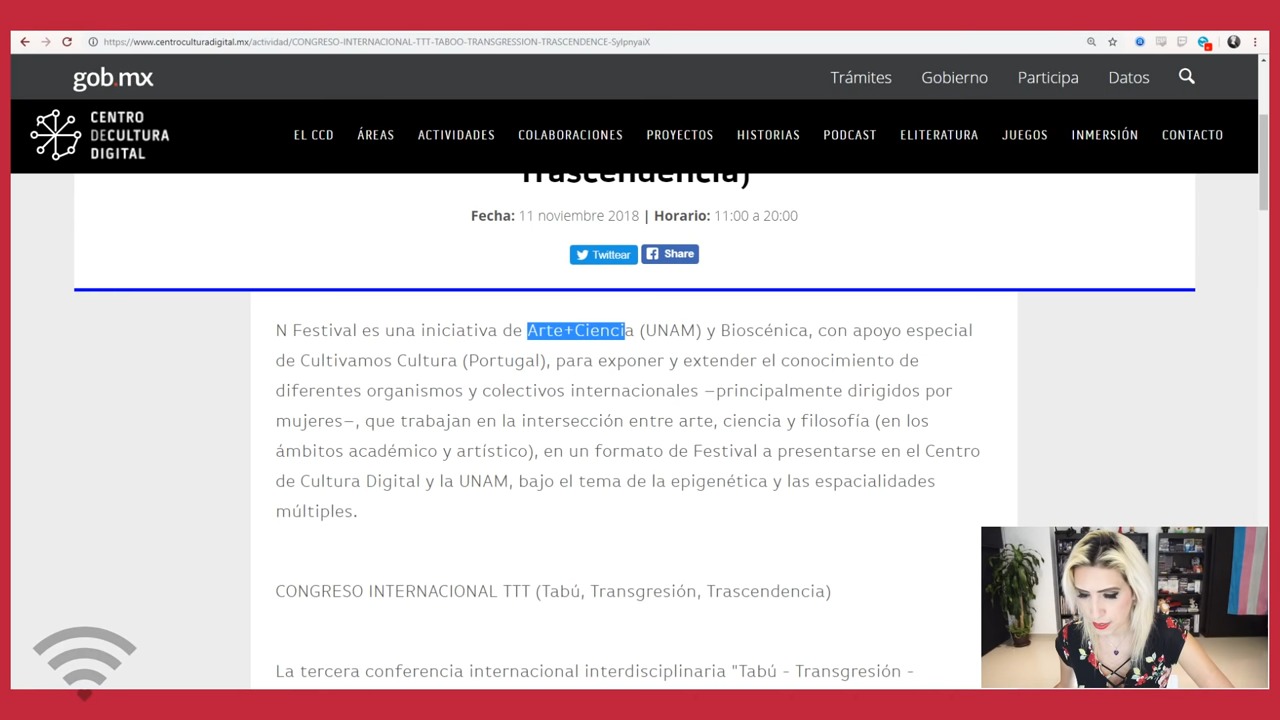 https://www.centroculturadigital.mx/actividad/CONGRESO-INTERNACIONAL-TTT-TABOO-TRANSGRESSION-TRASCENDENCE-SylpnyaiX
gob.mx
Trámites Gobierno Participa Datos
CENTRO
DECULTURA
DIGITAL
EL CCD ÁREAS ACTIVIDADES COLABORACIONES PROYECTOS HISTORIAS PODCAST ELITERATURA JUEGOS INMERSIÓN CONTACTO
Trascendencia)
Fecha: 11 noviembre 2018 | Horario: 11:00 a 20:00
Twittear Share
N Festival es una iniciativa de Arte+Ciencia (UNAM) y Bioscénica, con apoyo especial
de Cultivamos Cultura (Portugal), para exponer y extender el conocimiento de
diferentes organismos y colectivos internacionales –principalmente dirigidos por
mujeres–, que trabajan en la intersección entre arte, ciencia y filosofía (en los
ámbitos académico y artístico), en un formato de Festival a presentarse en el Centro
de Cultura Digital y la UNAM, bajo el tema de la epigenética y las espacialidades
múltiples.
CONGRESO INTERNACIONAL TTT (Tabú, Transgresión, Trascendencia)
La tercera conferencia internacional interdisciplinaria "Tabú - Transgresión -